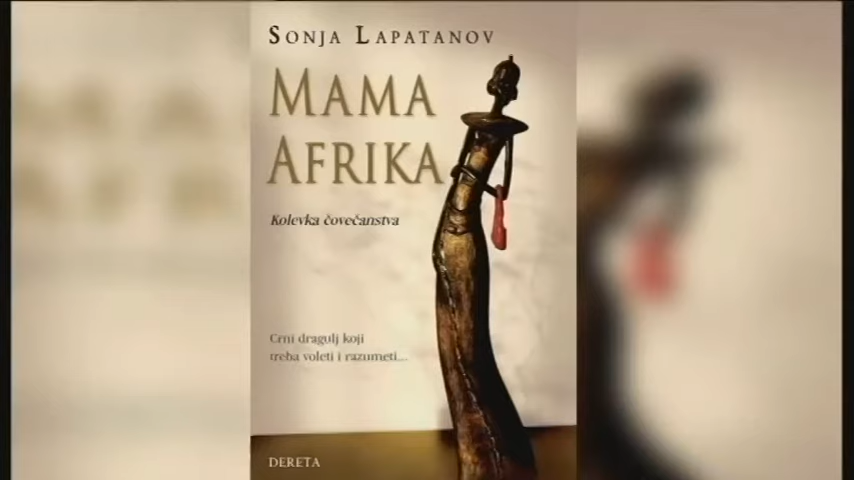 SONJA LAPATANOV
MAMA
AFRIKA
Kolevka čovečanstva
Crni dragulj koji
treba voleti i razumeti...
DERETA